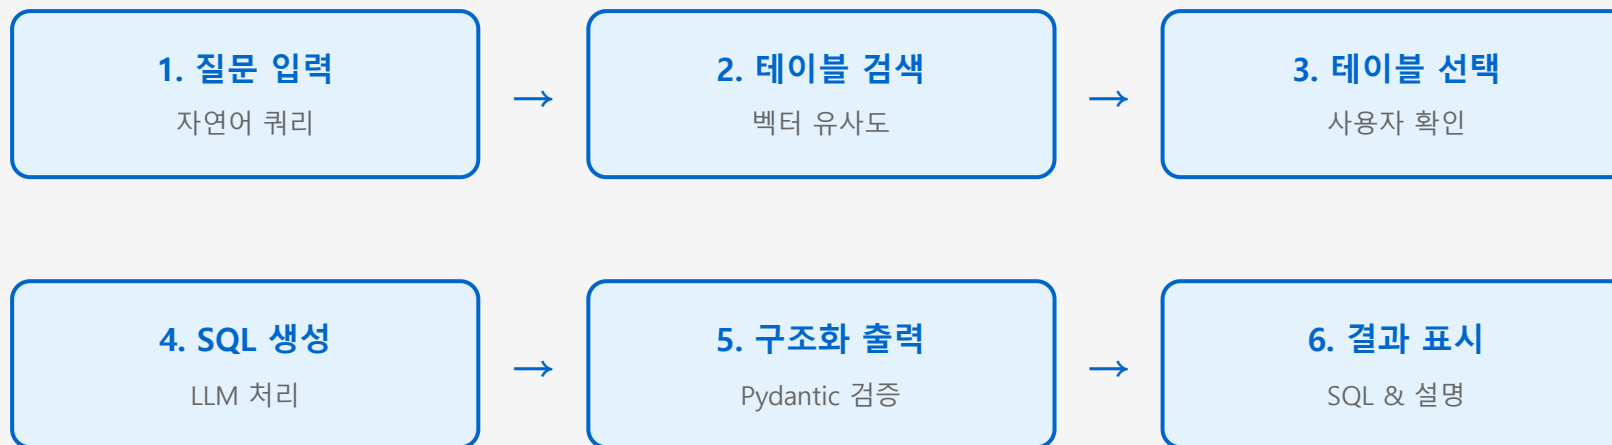 1. 질문 입력
자연어 쿼리
→
2. 테이블 검색
벡터 유사도
→
3. 테이블 선택
사용자 확인
4. SQL 생성
LLM 처리
→
5. 구조화 출력
Pydantic 검증
→
6. 결과 표시
SQL & 설명